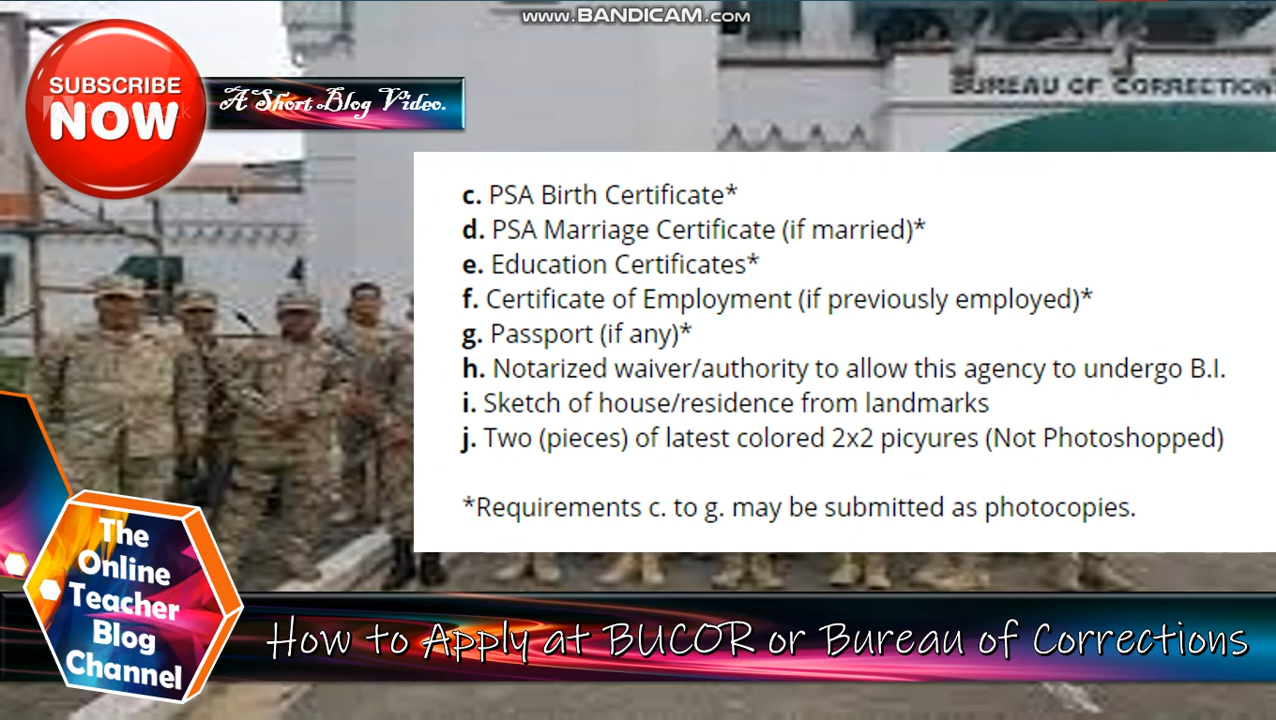 www.BANDICAM.com
SUBSCRIBE
NOW
A Short Blog Video.
BUREAU OF CORRECTIONS
c. PSA Birth Certificate*
d. PSA Marriage Certificate (if married)*
e. Education Certificates*
f. Certificate of Employment (if previously employed)*
g. Passport (if any)*
h. Notarized waiver/authority to allow this agency to undergo B.I.
i. Sketch of house/residence from landmarks
j. Two (pieces) of latest colored 2x2 picyures (Not Photoshopped)
*Requirements c. to g. may be submitted as photocopies.
The
Online
Teacher
Blog
Channel
How to Apply at BUCOR or Bureau of Corrections